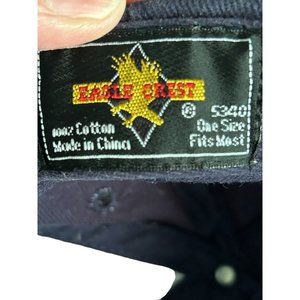 EAGLE CREST
® 5340
100% Cotton One Size
Made in China Fits Most